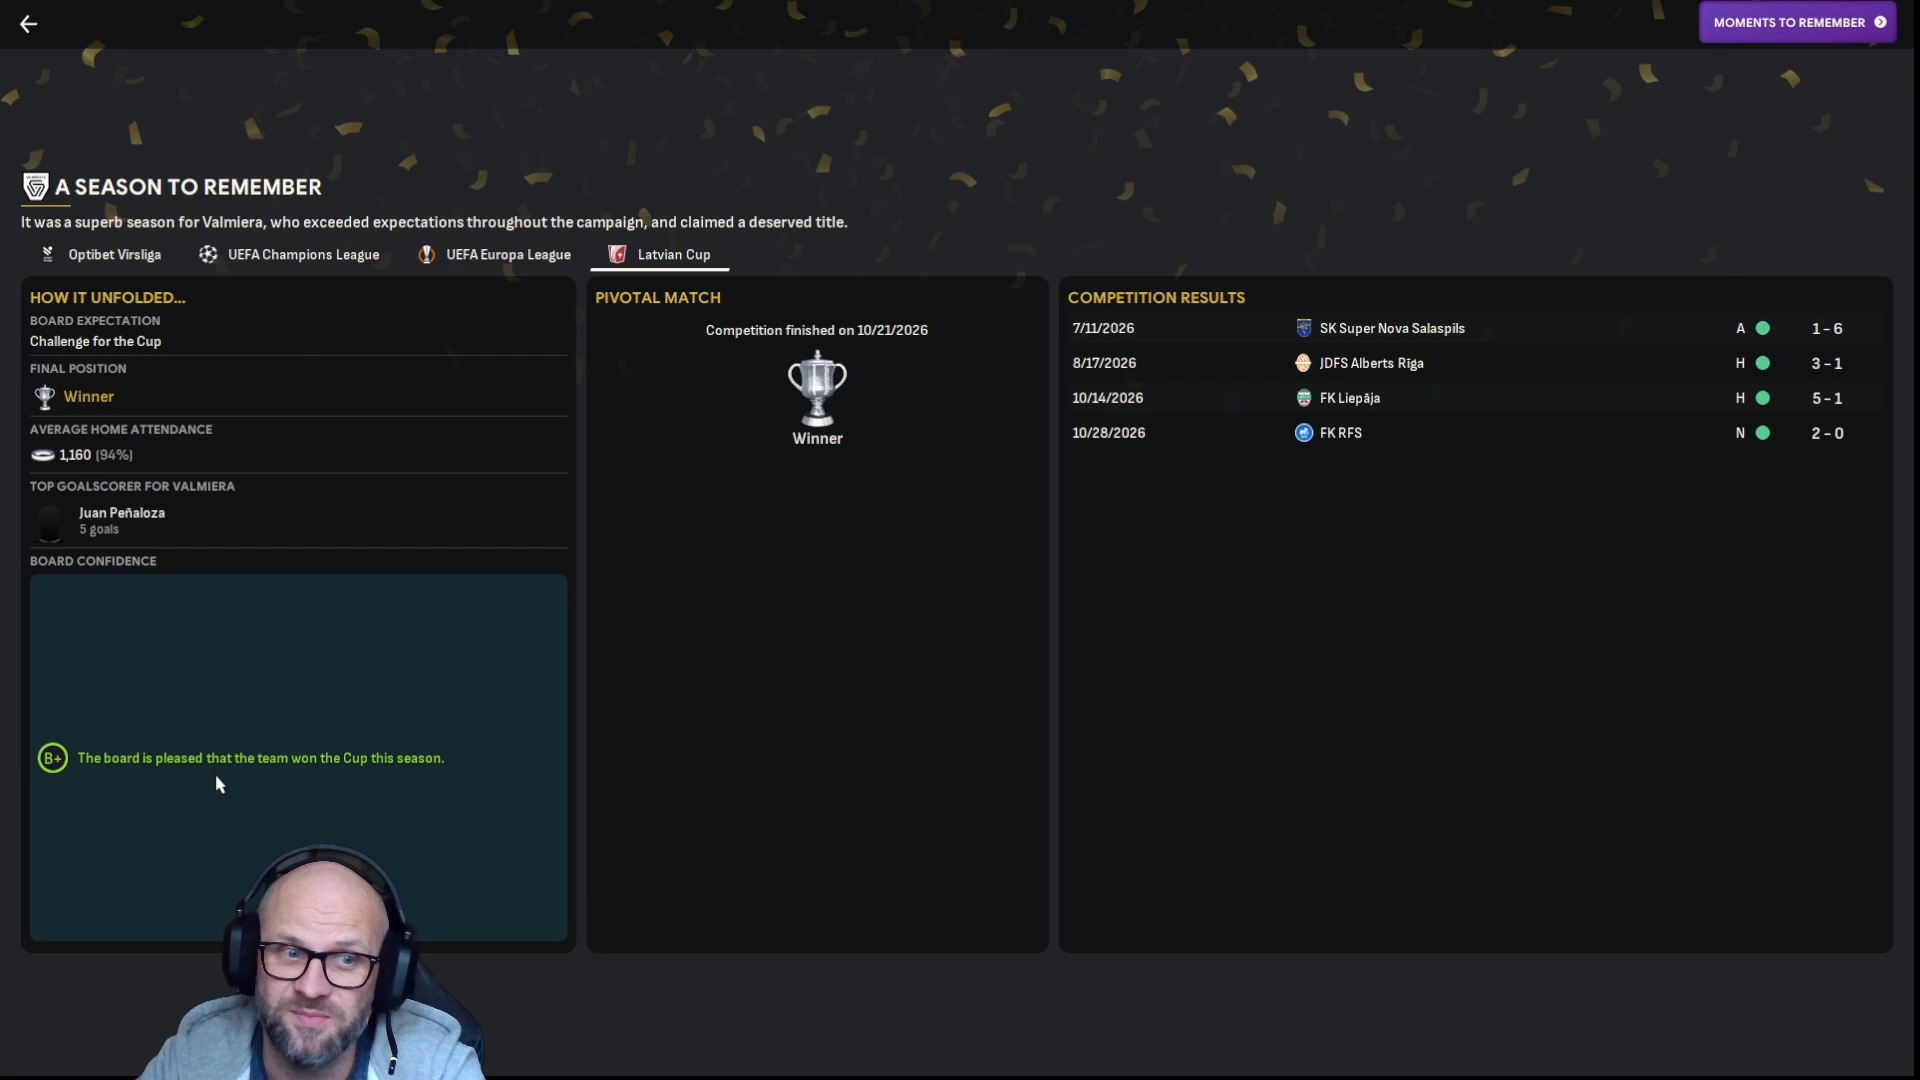 MOMENTS TO REMEMBER
A SEASON TO REMEMBER
It was a superb season for Valmiera, who exceeded expectations throughout the campaign, and claimed a deserved title.
Optibet Virsliga UEFA Champions League UEFA Europa League Latvian Cup
HOW IT UNFOLDED...
BOARD EXPECTATION
Challenge for the Cup
FINAL POSITION
Winner
AVERAGE HOME ATTENDANCE
1,160 (94%)
TOP GOALSCORER FOR VALMIERA
Juan Peñaloza
5 goals
BOARD CONFIDENCE
B+ The board is pleased that the team won the Cup this season.
PIVOTAL MATCH
Competition finished on 10/21/2026
Winner
COMPETITION RESULTS
7/11/2026 SK Super Nova Salaspils A 1 - 6
8/17/2026 JDFS Alberts Rīga H 3 - 1
10/14/2026 FK Liepāja H 5 - 1
10/28/2026 FK RFS N 2 - 0